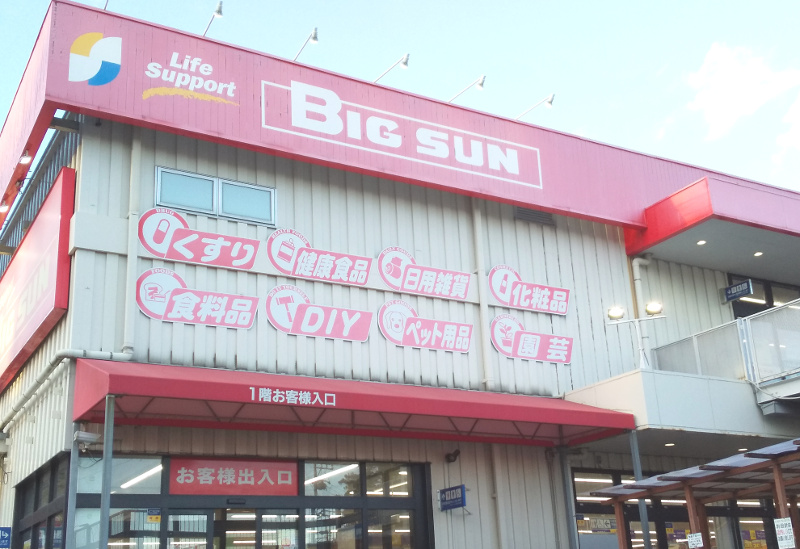 Life
Support
BIG SUN
くすり
健康食品
日用雑貨
化粧品
食料品
DIY
ペット用品
園芸
1階お客様入口
お客様出入口